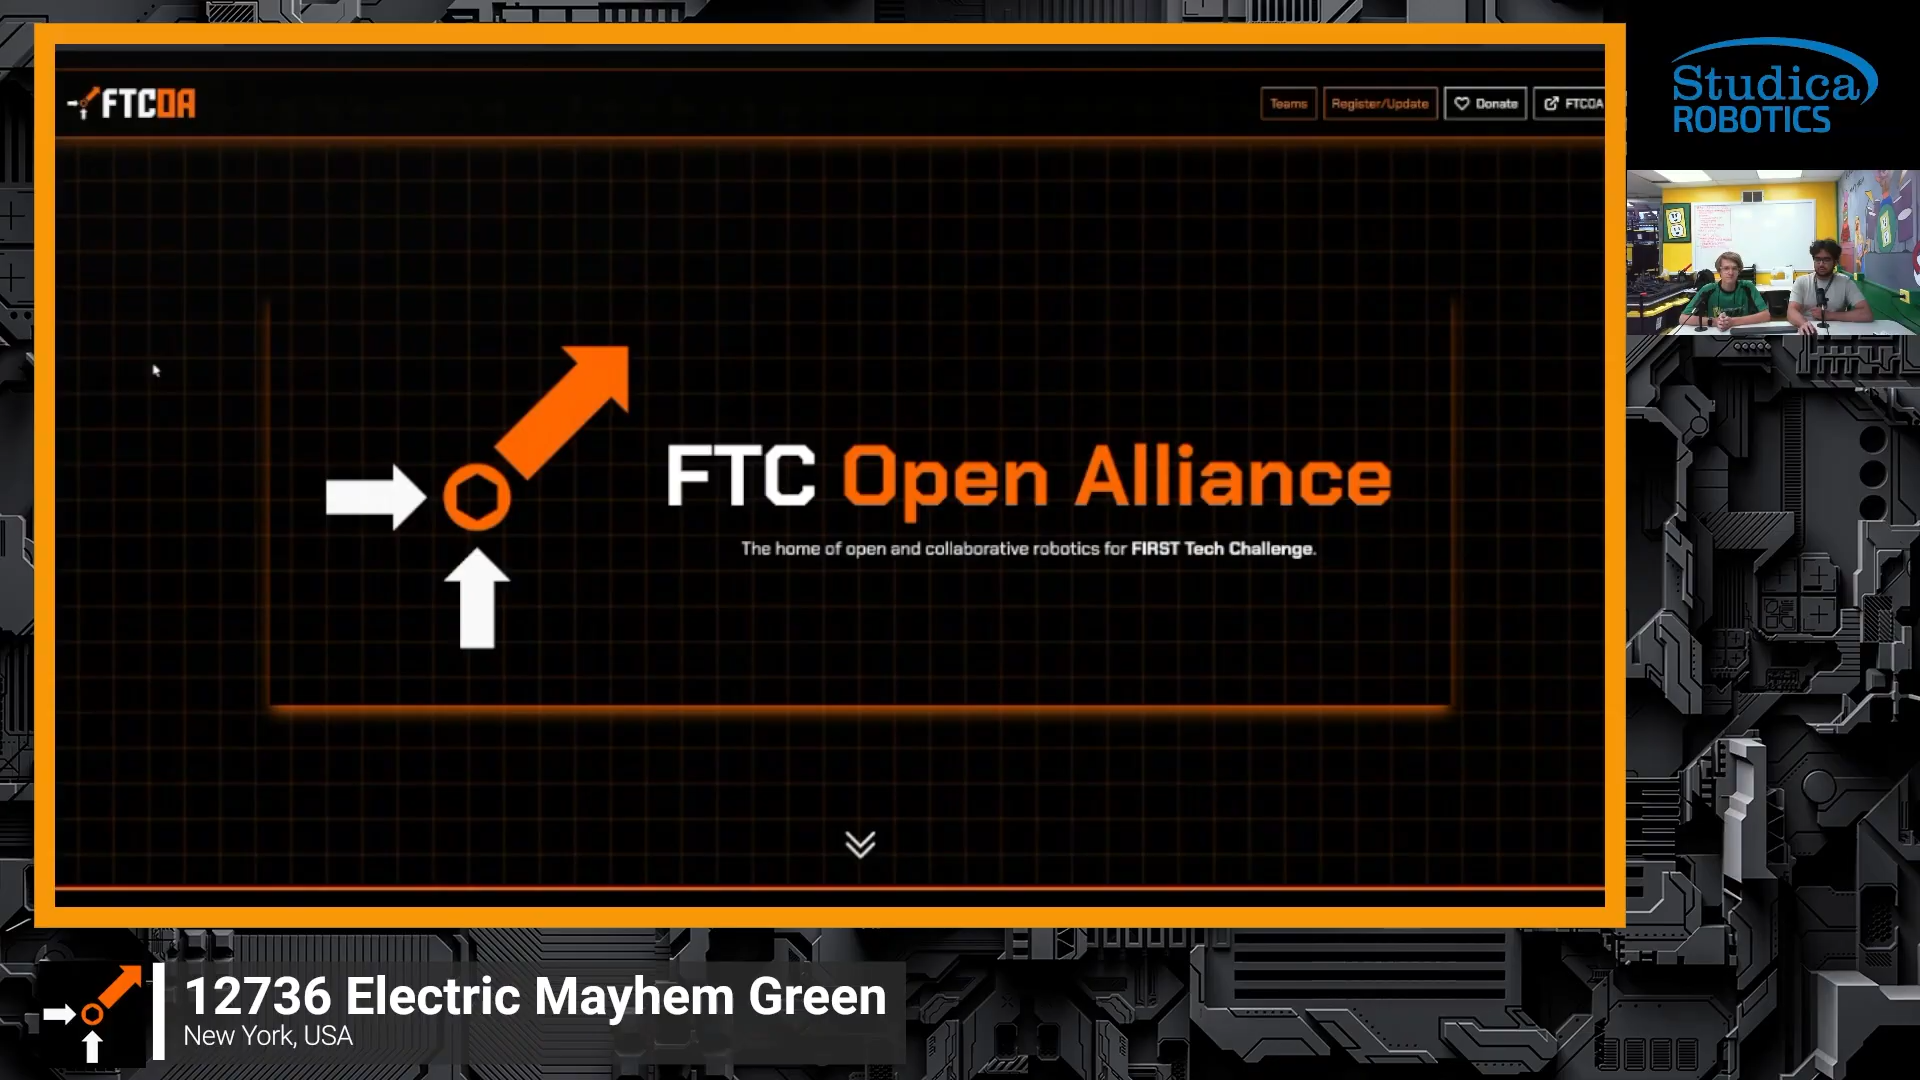 FTCOA
Teams
Register/Update
Donate
FTCOA
Studica
ROBOTICS
FTC Open Alliance
The home of open and collaborative robotics for FIRST Tech Challenge.
12736 Electric Mayhem Green
New York, USA